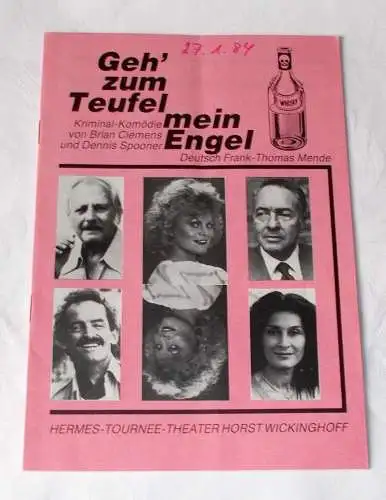 27.1.84
Geh'
zum
Teufel
mein
Engel
WHISKY
Kriminal-Komödie
von Brian Clemens
und Dennis Spooner
Deutsch Frank-Thomas Mende
HERMES-TOURNEE-THEATER HORST WICKINGHOFF